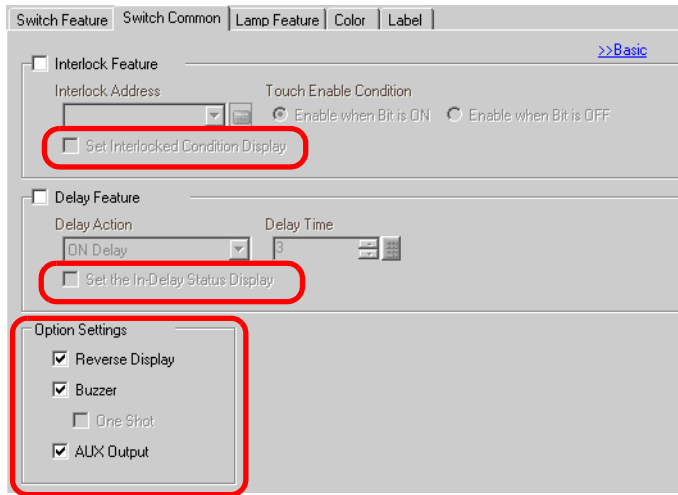 Switch Feature Switch Common Lamp Feature Color Label
>>Basic
Interlock Feature
Interlock Address Touch Enable Condition
Enable when Bit is ON Enable when Bit is OFF
Set Interlocked Condition Display
Delay Feature
Delay Action Delay Time
ON Delay 3
Set the In-Delay Status Display
Option Settings
Reverse Display
Buzzer
One Shot
AUX Output